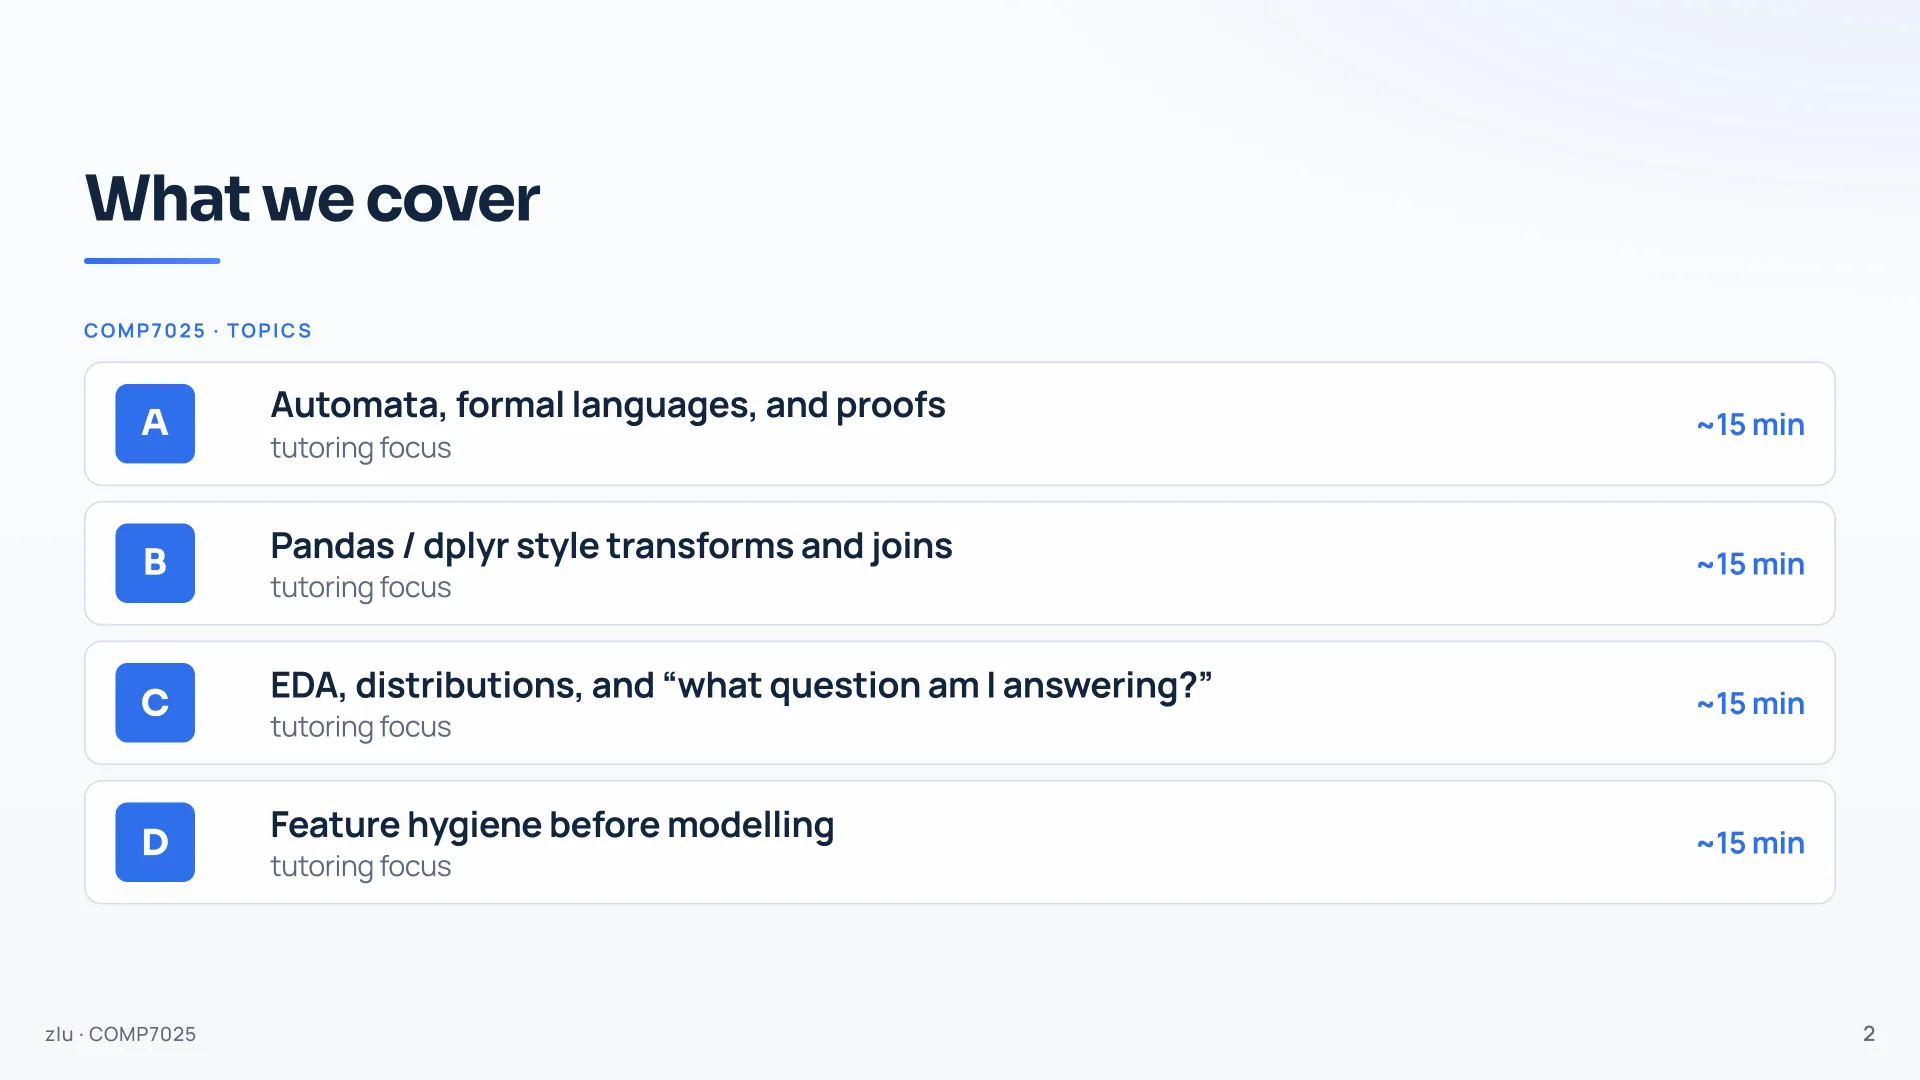 What we cover
COMP7025 · TOPICS
A
Automata, formal languages, and proofs
tutoring focus
~15 min
B
Pandas / dplyr style transforms and joins
tutoring focus
~15 min
C
EDA, distributions, and “what question am I answering?”
tutoring focus
~15 min
D
Feature hygiene before modelling
tutoring focus
~15 min
zlu · COMP7025
2